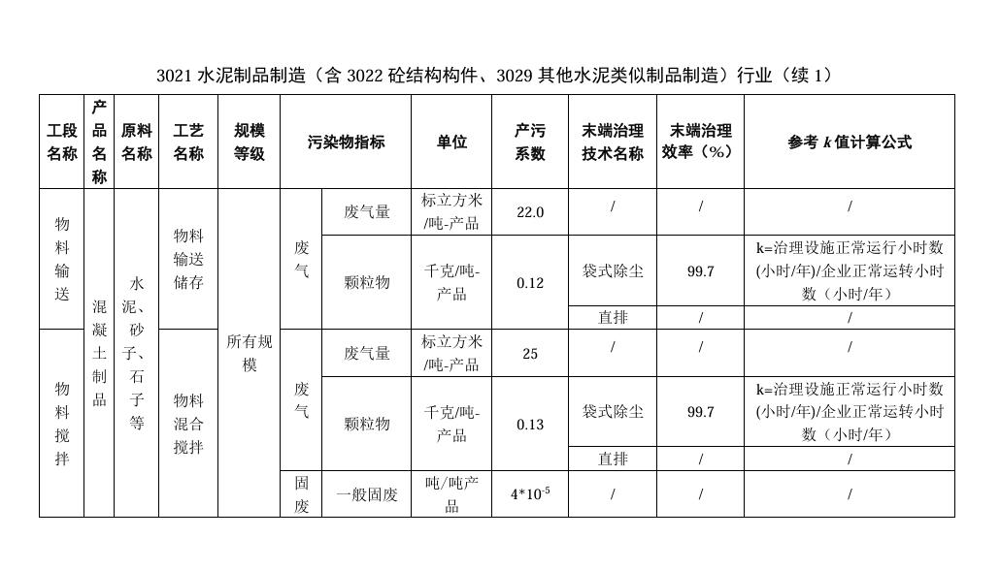 3021 水泥制品制造（含 3022 砼结构构件、3029 其他水泥类似制品制造）行业（续 1）
工段
名称
产
品
名
称
原料
名称
工艺
名称
规模
等级
污染物指标
单位
产污
系数
末端治理
技术名称
末端治理
效率（%）
参考 k 值计算公式
物
料
输
送
混
凝
土
制
品
水
泥、
砂
子、
石
子
等
物料
输送
储存
所有规
模
废
气
废气量
标立方米
/吨-产品
22.0
/
/
/
颗粒物
千克/吨-
产品
0.12
袋式除尘
99.7
k=治理设施正常运行小时数
(小时/年)/企业正常运转小时
数（小时/年）
直排
/
/
物
料
搅
拌
物料
混合
搅拌
废
气
废气量
标立方米
/吨-产品
25
/
/
/
颗粒物
千克/吨-
产品
0.13
袋式除尘
99.7
k=治理设施正常运行小时数
(小时/年)/企业正常运转小时
数（小时/年）
直排
/
/
固
废
一般固废
吨/吨产
品
4*10-5
/
/
/